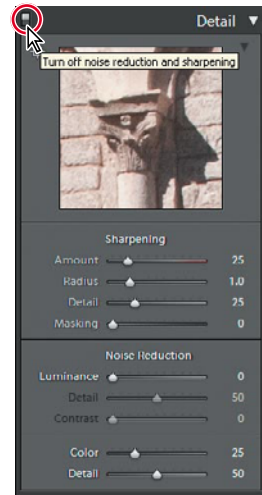 Detail
Turn off noise reduction and sharpening
Sharpening
Amount 25
Radius 1.0
Detail 25
Masking 0
Noise Reduction
Luminance 0
Detail 50
Contrast 0
Color 25
Detail 50